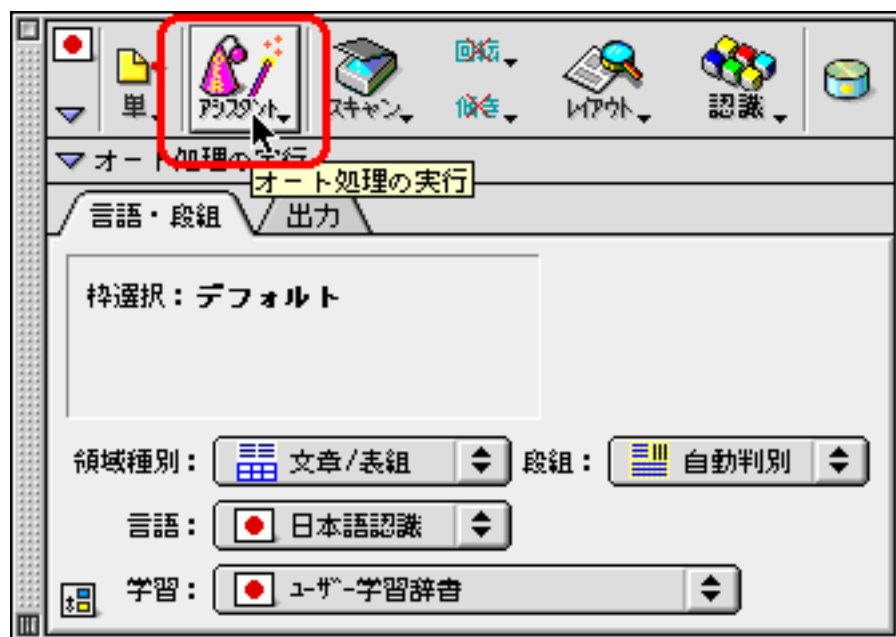 単 アシスタント スキャン 回転 レイアウト 認識
傾き
オート処理の実行
オート処理の実行
言語・段組 出力
枠選択：デフォルト
領域種別： 文章/表組 段組： 自動判別
言語： 日本語認識
学習： ﾕｰｻﾞｰ学習辞書